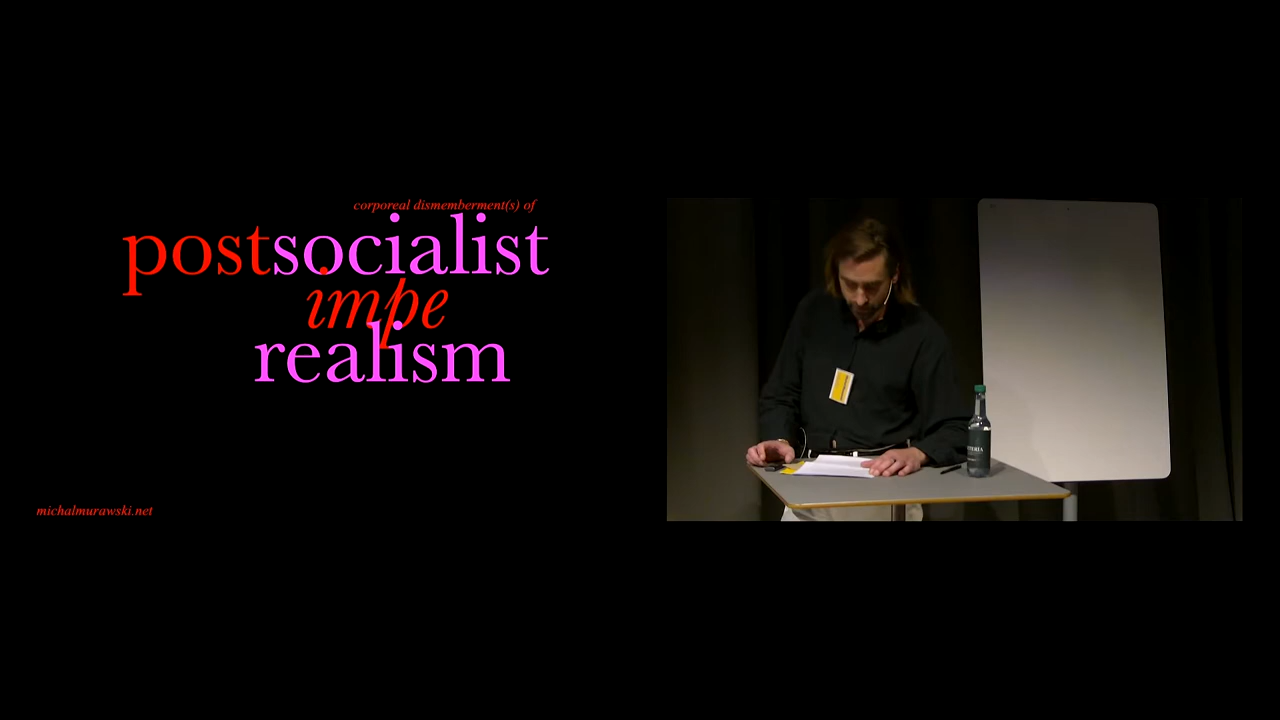 corporeal dismemberment(s) of
postsocialist
impe
realism
michalmurawski.net